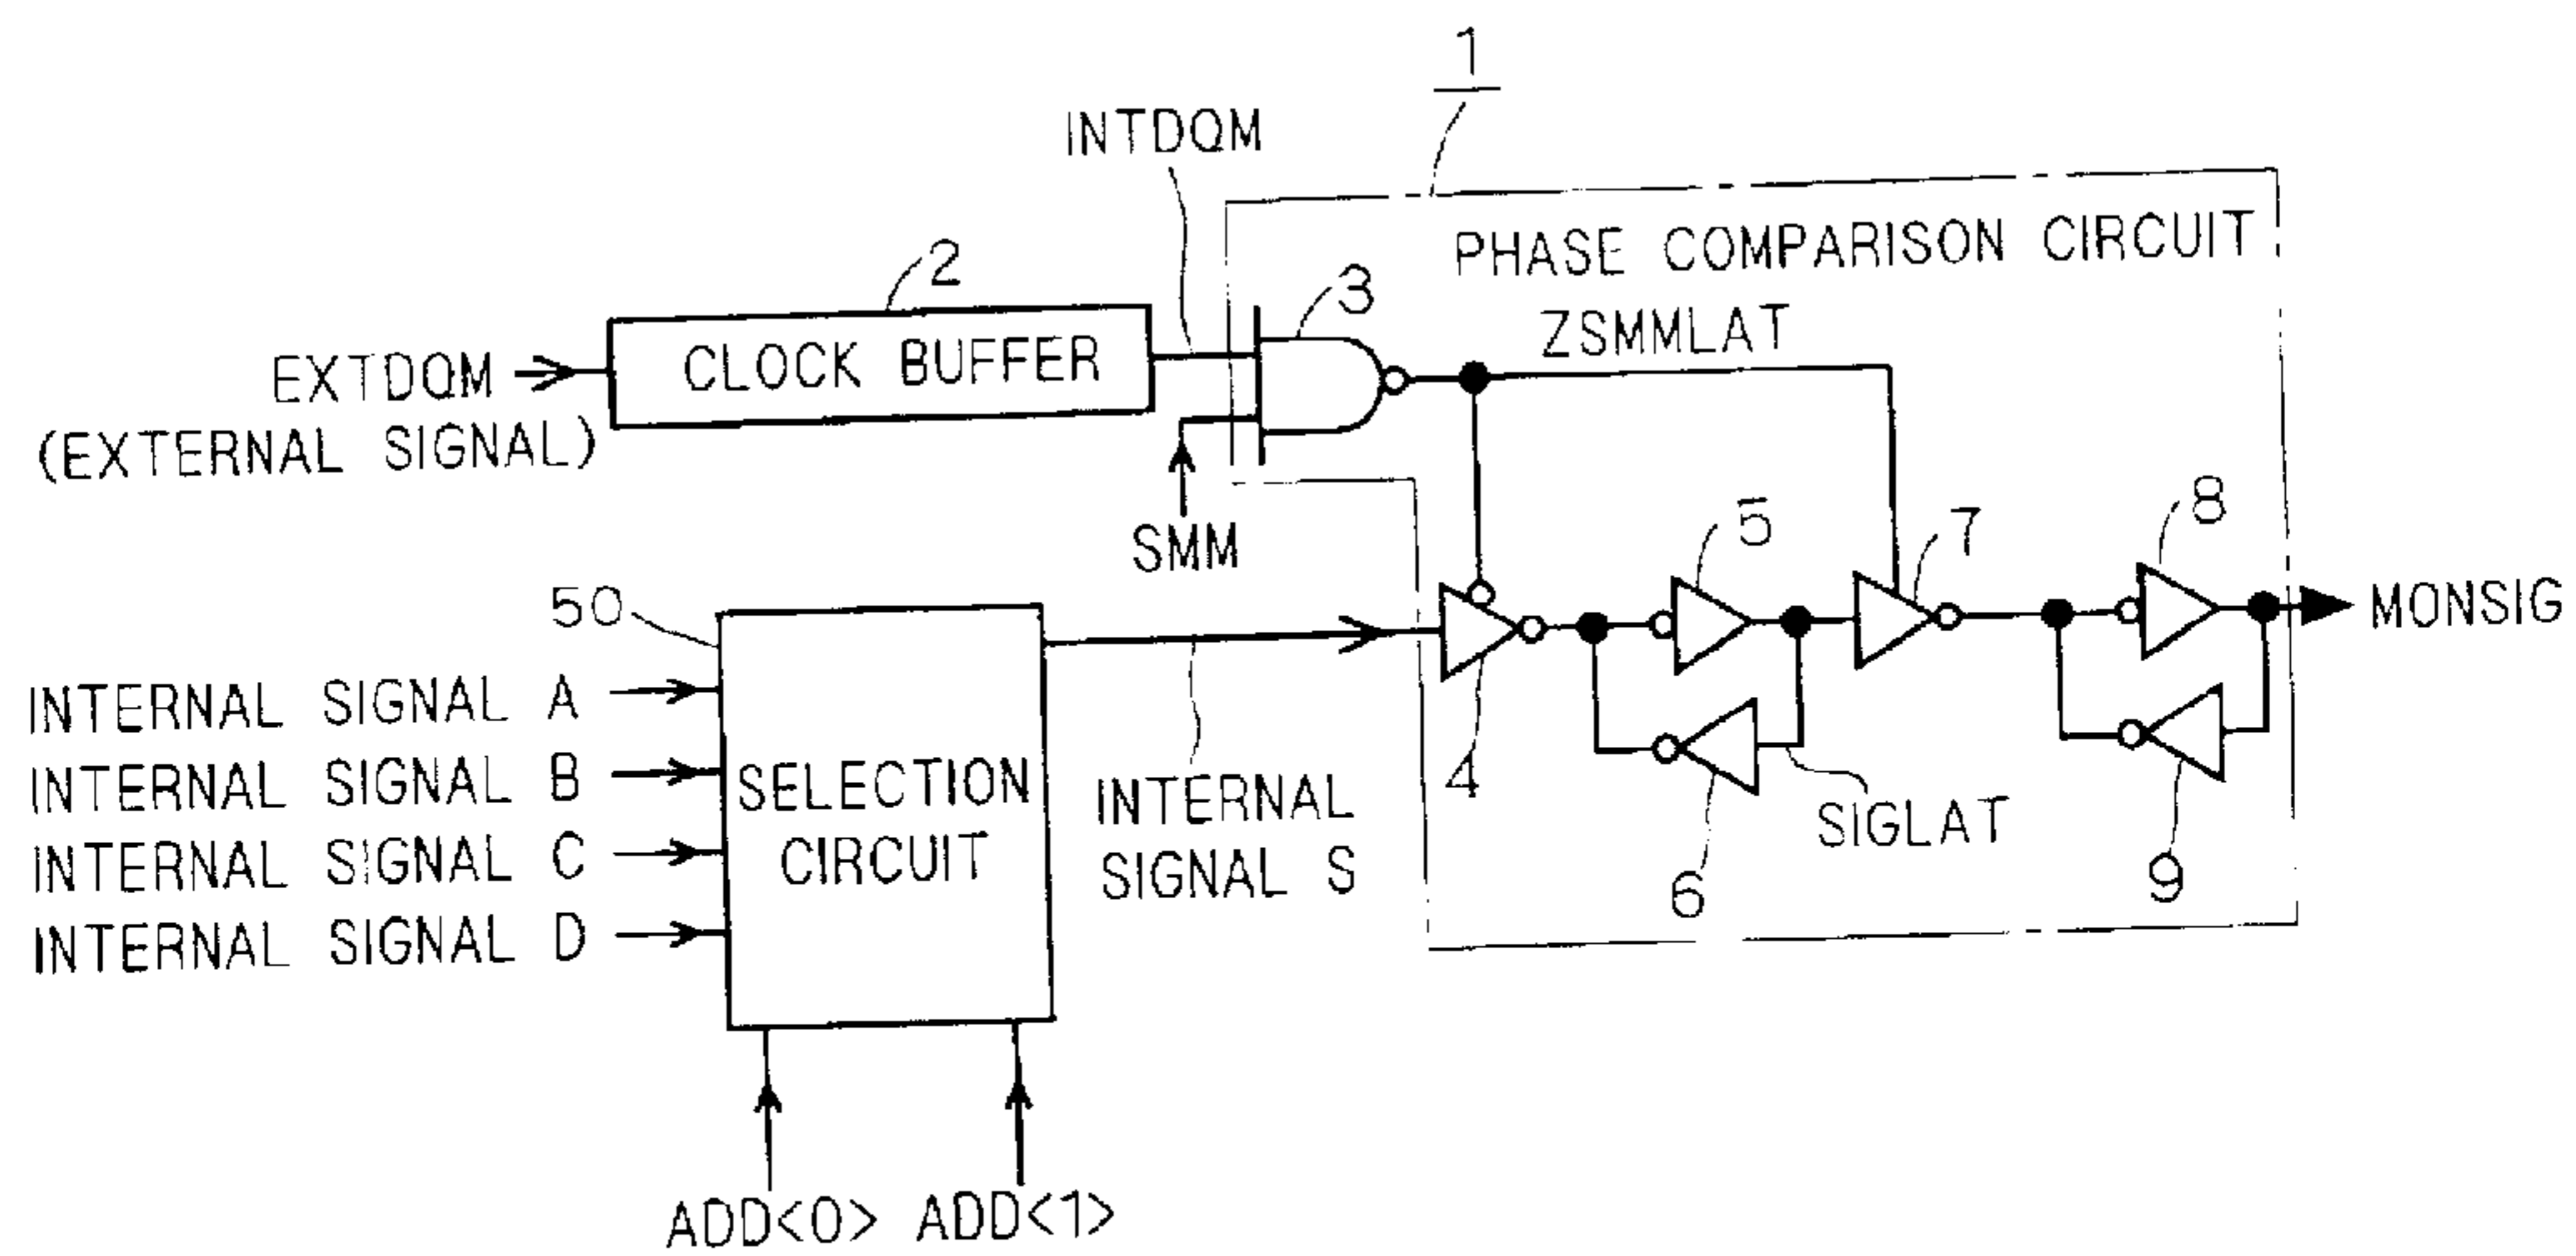 1
INTDQM
PHASE COMPARISON CIRCUIT
2
3
ZSMMLAT
CLOCK BUFFER
EXTDQM
(EXTERNAL SIGNAL)
SMM
5
7
8
MONSIG
50
INTERNAL SIGNAL A
INTERNAL SIGNAL B
INTERNAL SIGNAL C
INTERNAL SIGNAL D
SELECTION
CIRCUIT
INTERNAL
SIGNAL S
4
6
SIGLAT
9
ADD<0>
ADD<1>